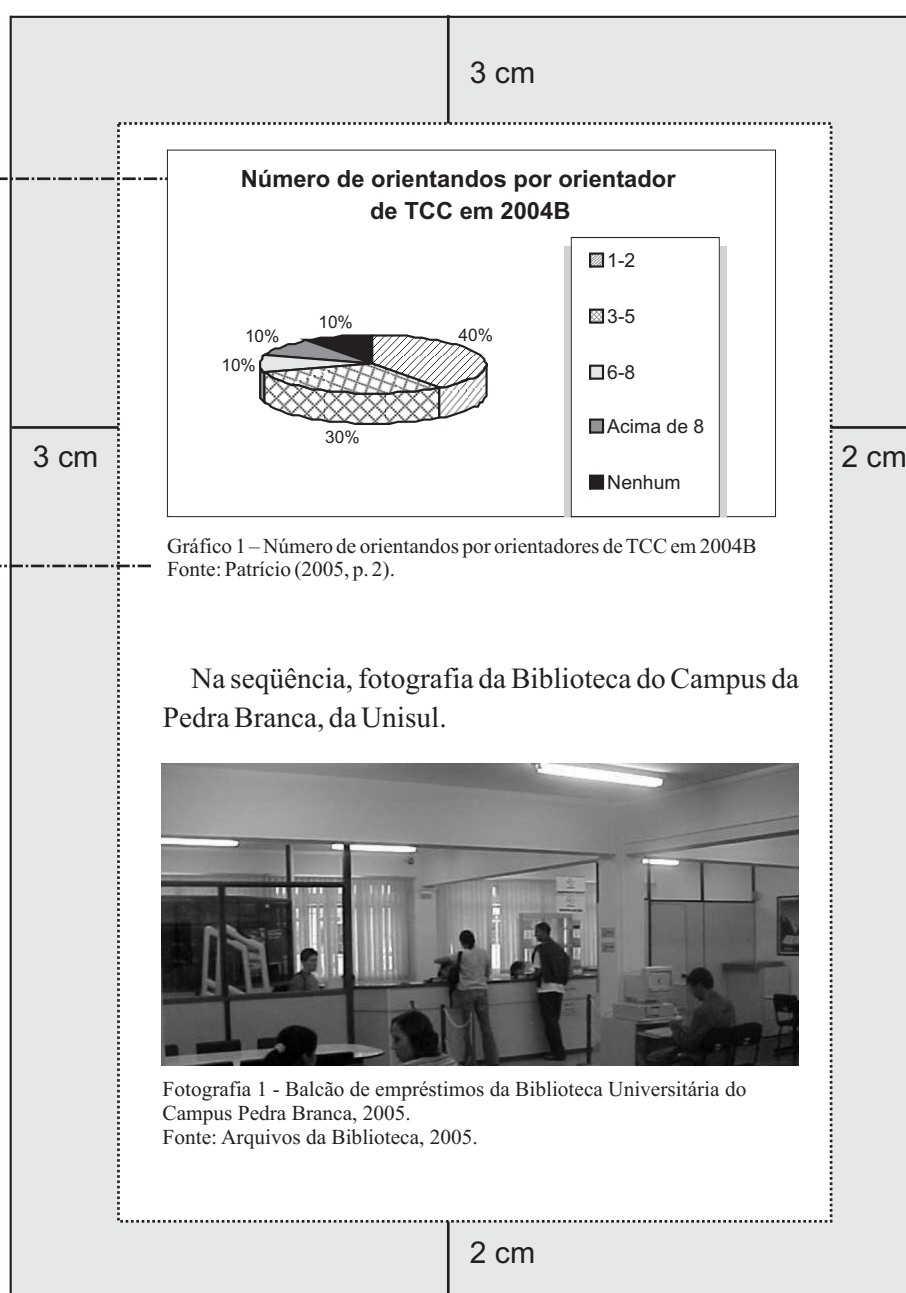 3 cm
Número de orientandos por orientador
de TCC em 2004B
1-2
3-5
6-8
Acima de 8
Nenhum
10%
10%
10%
40%
30%
3 cm
2 cm
Gráfico 1 – Número de orientandos por orientadores de TCC em 2004B
Fonte: Patrício (2005, p. 2).
Na seqüência, fotografia da Biblioteca do Campus da
Pedra Branca, da Unisul.
Fotografia 1 - Balcão de empréstimos da Biblioteca Universitária do
Campus Pedra Branca, 2005.
Fonte: Arquivos da Biblioteca, 2005.
2 cm